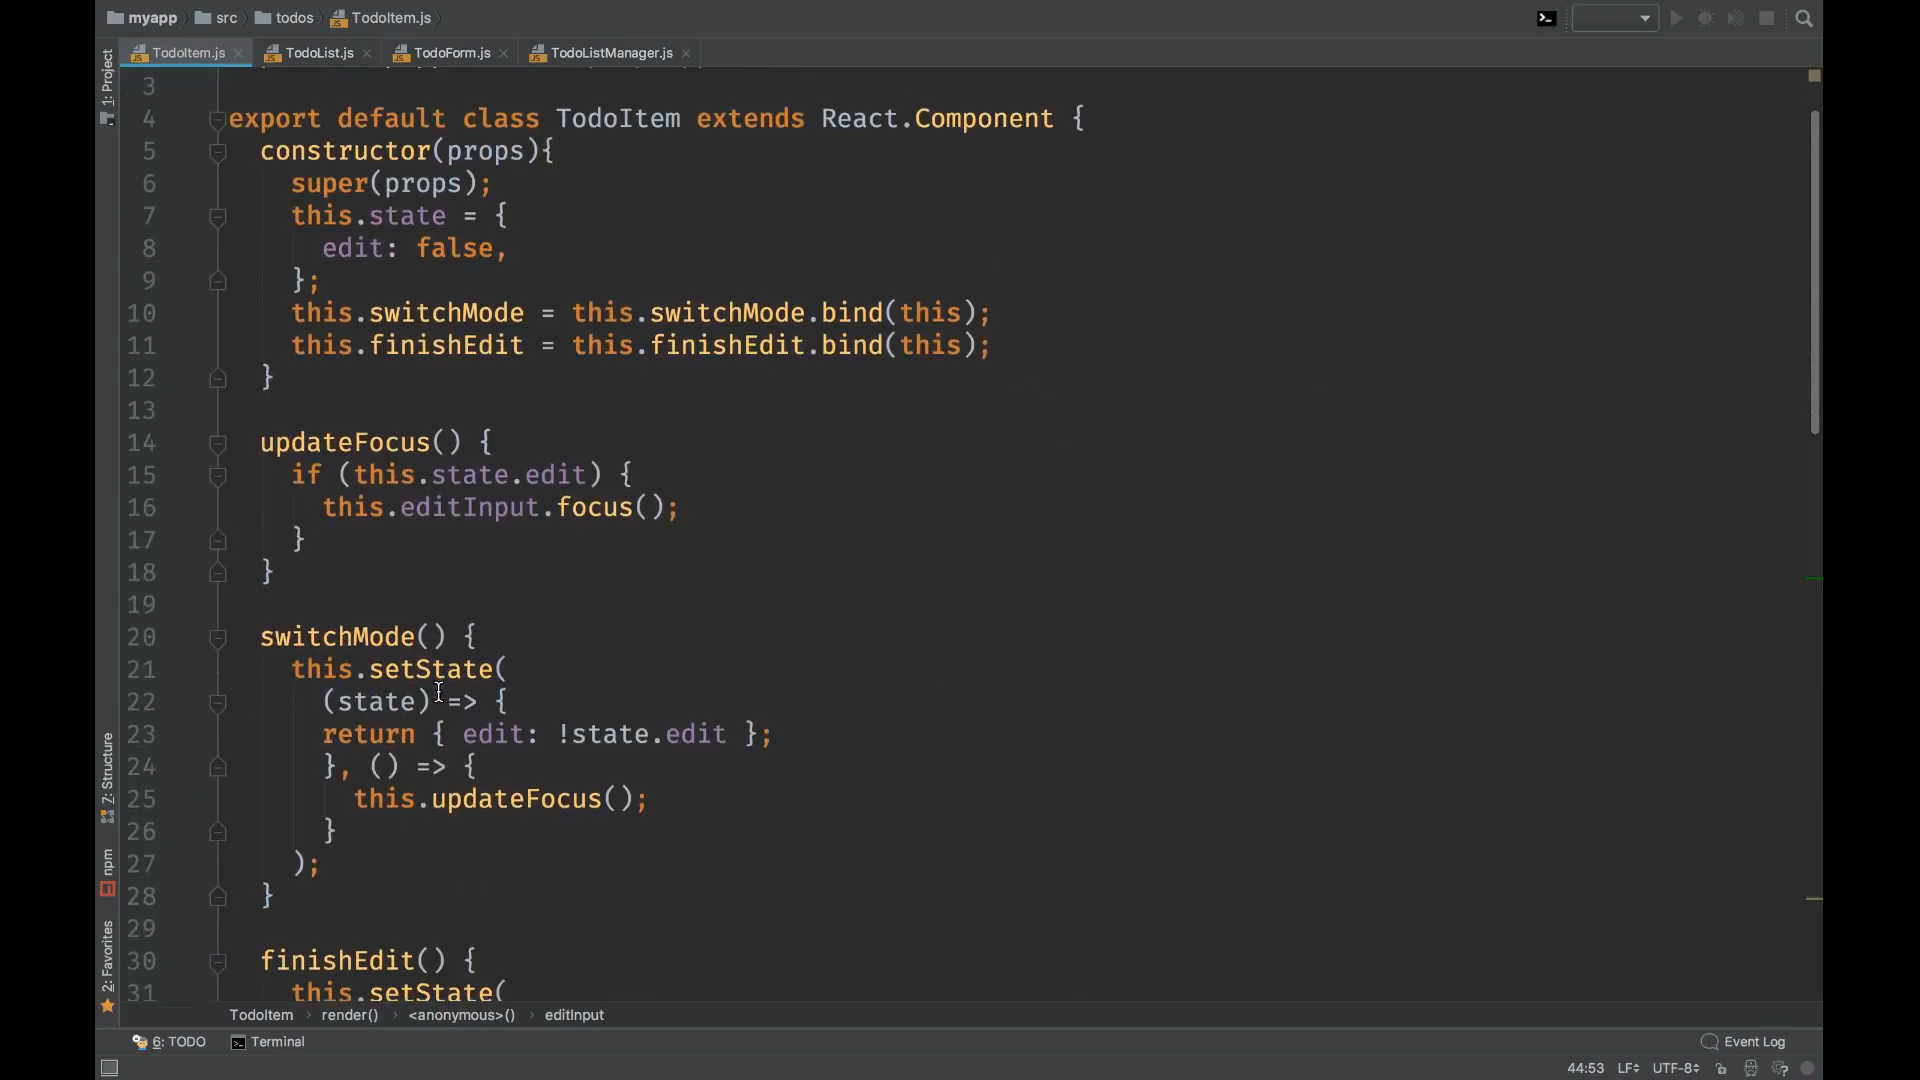 myapp src todos TodoItem.js
TodoItem.js TodoList.js TodoForm.js TodoListManager.js
1: Project
3
4 export default class TodoItem extends React.Component {
5 constructor(props){
6 super(props);
7 this.state = {
8 edit: false,
9 };
10 this.switchMode = this.switchMode.bind(this);
11 this.finishEdit = this.finishEdit.bind(this);
12 }
13
14 updateFocus() {
15 if (this.state.edit) {
16 this.editInput.focus();
17 }
18 }
19
20 switchMode() {
21 this.setState(
22 (state) => {
23 return { edit: !state.edit };
24 }, () => {
25 this.updateFocus();
26 }
27 );
28 }
29
30 finishEdit() {
31 this.setState(
Z: Structure
npm
2: Favorites
TodoItem render() <anonymous>() editInput
6: TODO Terminal Event Log
44:53 LF UTF-8